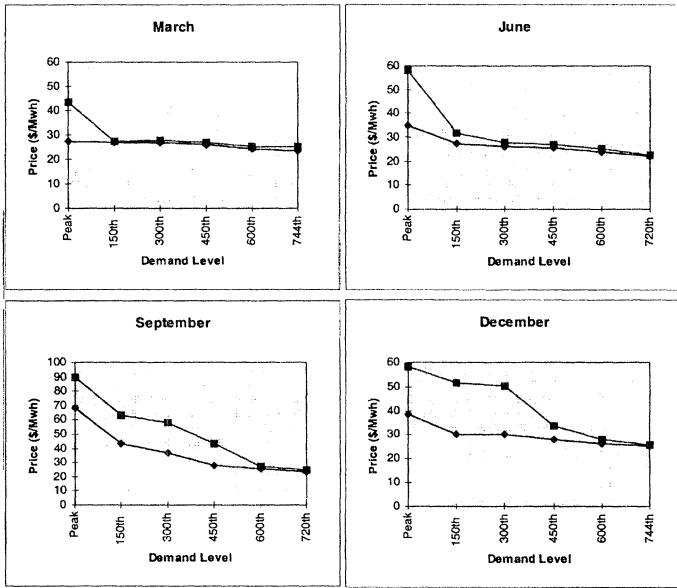 March
60
50
40
30
20
10
0
Price ($/Mwh)
Peak
150th
300th
450th
600th
744th
Demand Level
June
60
50
40
30
20
10
0
Price ($/Mwh)
Peak
150th
300th
450th
600th
720th
Demand Level
September
100
90
80
70
60
50
40
30
20
10
0
Price ($/Mwh)
Peak
150th
300th
450th
600th
720th
Demand Level
December
60
50
40
30
20
10
0
Price ($/Mwh)
Peak
150th
300th
450th
600th
744th
Demand Level